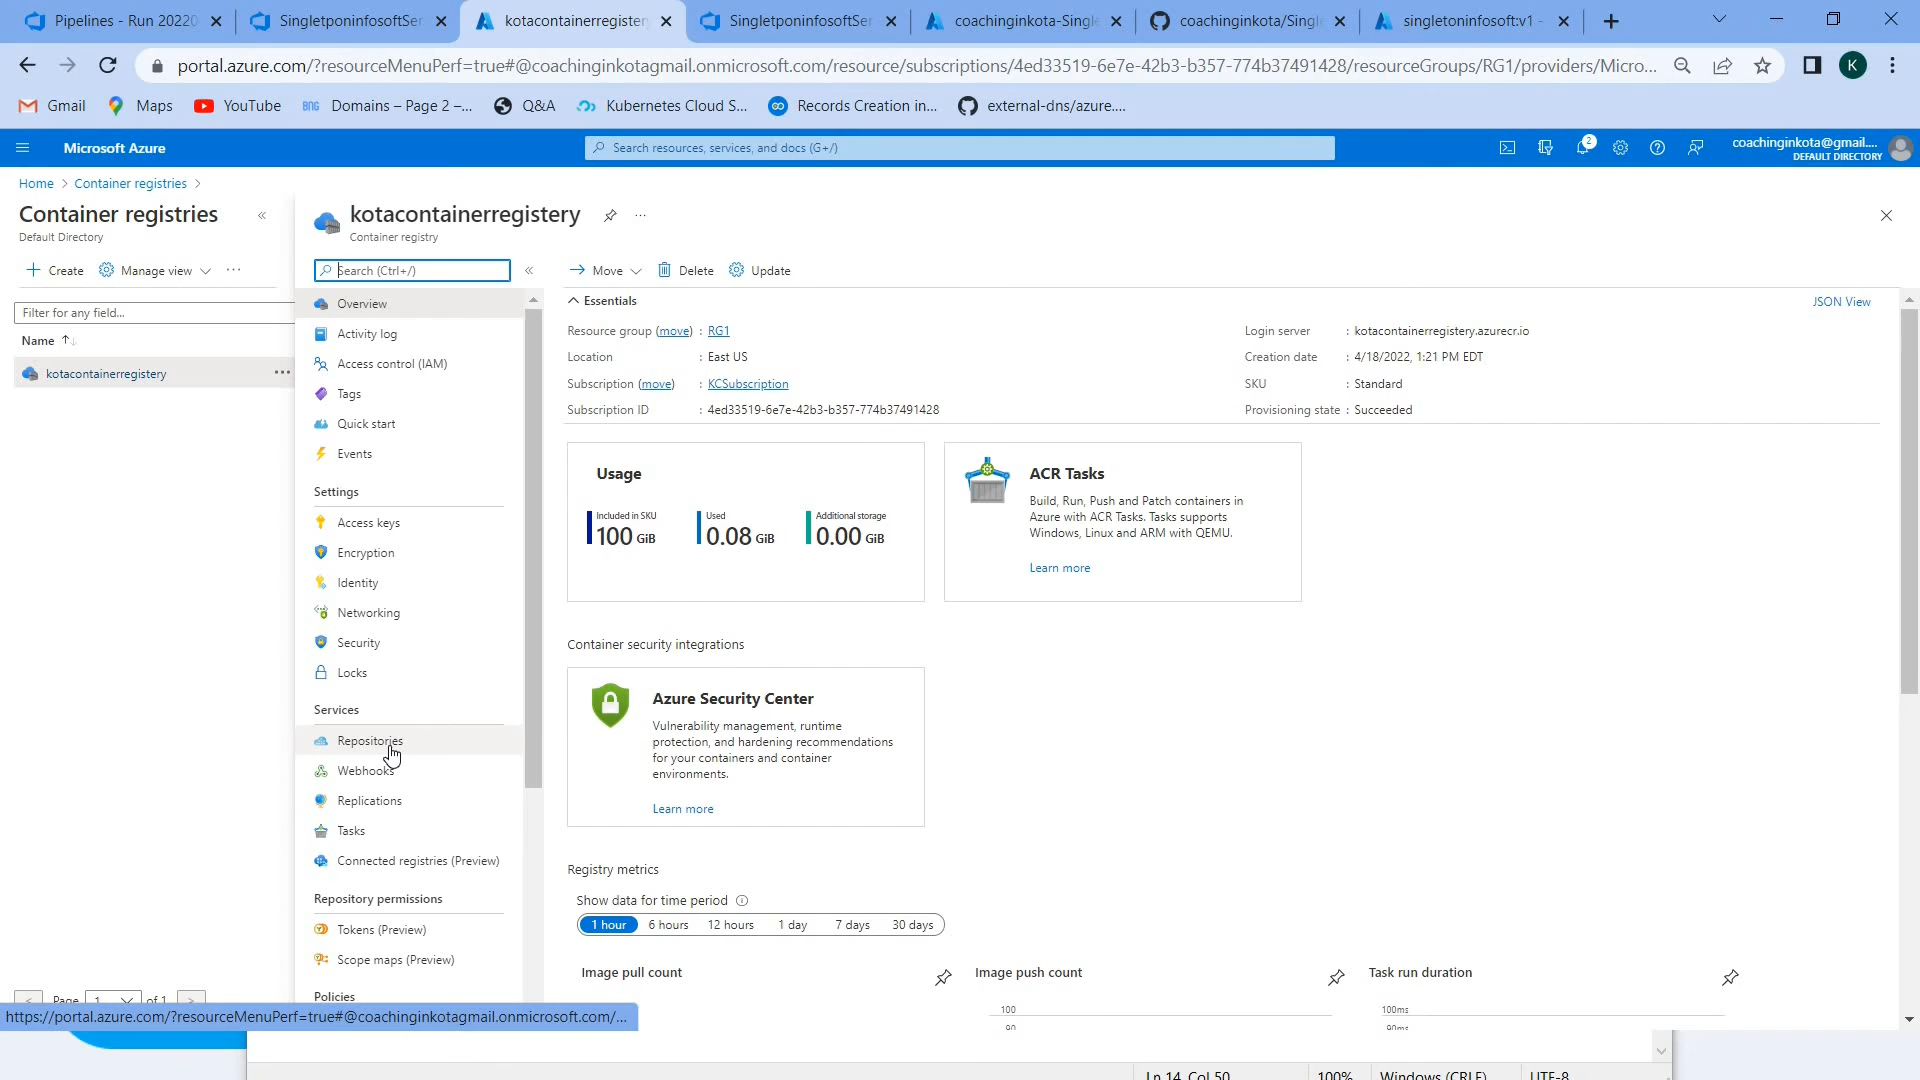 Pipelines - Run 20220
SingletponinfosoftSer
kotacontainerregistery
SingletponinfosoftSer
coachinginkota-Single
coachinginkota/Singl
singletoninfosoft:v1 -
portal.azure.com/?resourceMenuPerf=true#@coachinginkotagmail.onmicrosoft.com/resource/subscriptions/4ed33519-6e7e-42b3-b357-774b37491428/resourceGroups/RG1/providers/Micro...
K
Gmail
Maps
YouTube
Domains – Page 2 –...
Q&A
Kubernetes Cloud S...
Records Creation in...
external-dns/azure....
Microsoft Azure
Search resources, services, and docs (G+/)
2
coachinginkota@gmail....
DEFAULT DIRECTORY
Home > Container registries >
Container registries
Default Directory
Create
Manage view
Filter for any field...
Name
kotacontainerregistery
Page 1 of 1
kotacontainerregistery
Container registry
Search (Ctrl+/)
Overview
Activity log
Access control (IAM)
Tags
Quick start
Events
Settings
Access keys
Encryption
Identity
Networking
Security
Locks
Services
Repositories
Webhooks
Replications
Tasks
Connected registries (Preview)
Repository permissions
Tokens (Preview)
Scope maps (Preview)
Policies
Move
Delete
Update
Essentials
JSON View
Resource group (move) : RG1
Location : East US
Subscription (move) : KCSubscription
Subscription ID : 4ed33519-6e7e-42b3-b357-774b37491428
Login server : kotacontainerregistery.azurecr.io
Creation date : 4/18/2022, 1:21 PM EDT
SKU : Standard
Provisioning state : Succeeded
Usage
Included in SKU
100 GiB
Used
0.08 GiB
Additional storage
0.00 GiB
ACR Tasks
Build, Run, Push and Patch containers in
Azure with ACR Tasks. Tasks supports
Windows, Linux and ARM with QEMU.
Learn more
Container security integrations
Azure Security Center
Vulnerability management, runtime
protection, and hardening recommendations
for your containers and container
environments.
Learn more
Registry metrics
Show data for time period
1 hour
6 hours
12 hours
1 day
7 days
30 days
Image pull count
Image push count
100
90
Task run duration
100ms
90ms
https://portal.azure.com/?resourceMenuPerf=true#@coachinginkotagmail.onmicrosoft.com/...
Ln 14, Col 50
100%
Windows (CRLF)
UTF-8